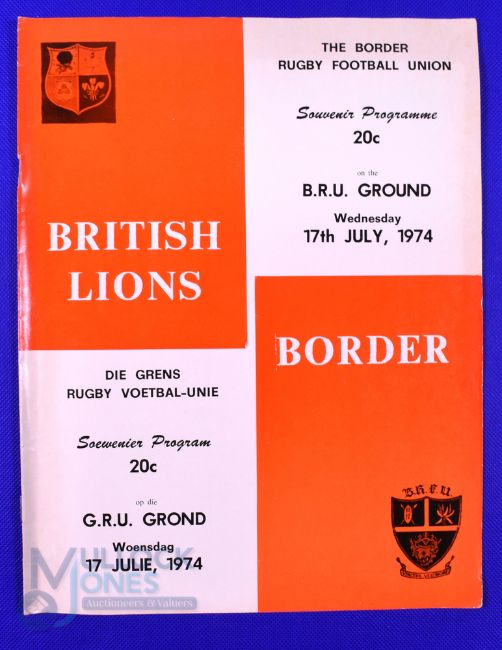 THE BORDER
RUGBY FOOTBALL UNION
Souvenir Programme
20c
on the
B.R.U. GROUND
Wednesday
17th JULY, 1974
BRITISH
LIONS
BORDER
DIE GRENS
RUGBY VOETBAL-UNIE
Soewenier Program
20c
op die
G.R.U. GROND
Woensdag
17 JULIE, 1974
B.R.F.U.
MULLOCK
JONES
Auctioneers & Valuers